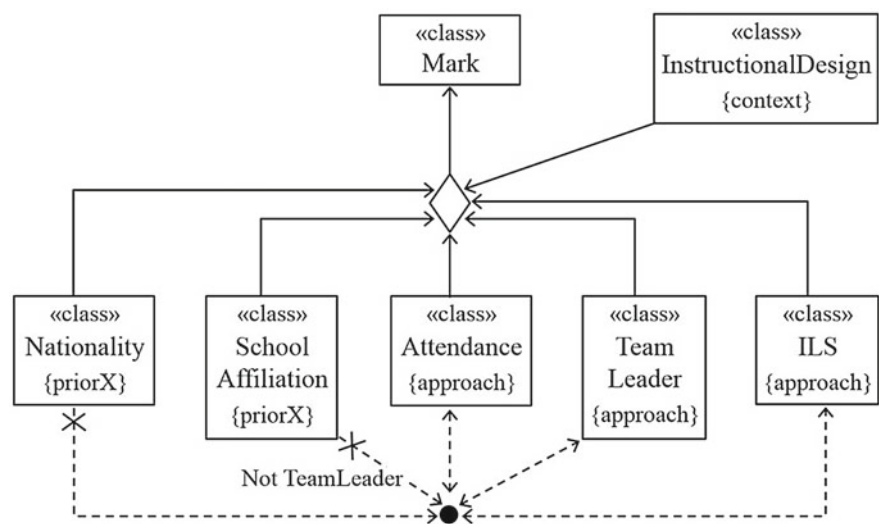 «class»
Mark
«class»
InstructionalDesign
{context}
«class»
Nationality
{priorX}
«class»
School
Affiliation
{priorX}
«class»
Attendance
{approach}
«class»
Team
Leader
{approach}
«class»
ILS
{approach}
Not TeamLeader